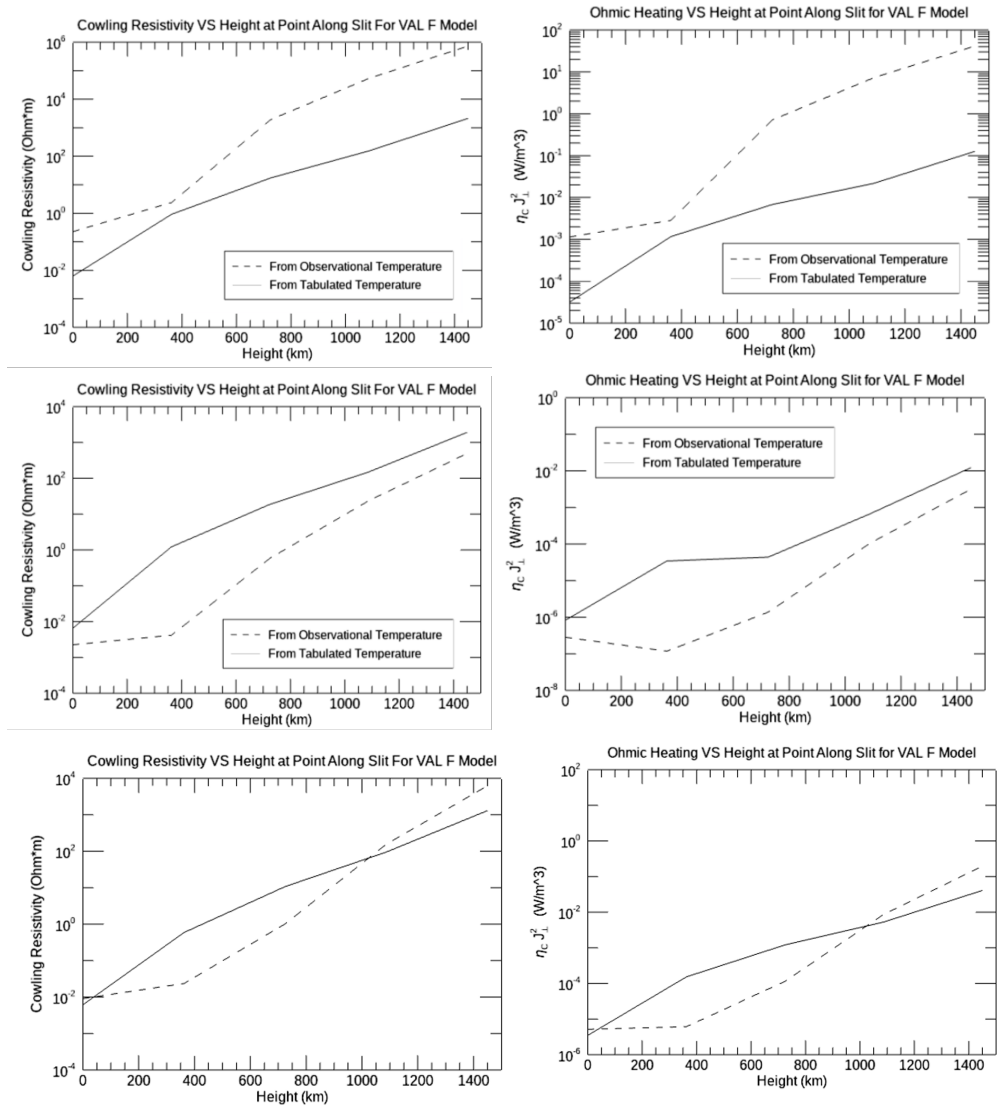 Cowling Resistivity VS Height at Point Along Slit For VAL F Model
Cowling Resistivity (Ohm*m)
10^6
10^4
10^2
10^0
10^-2
10^-4
From Observational Temperature
From Tabulated Temperature
0 200 400 600 800 1000 1200 1400
Height (km)
Ohmic Heating VS Height at Point Along Slit for VAL F Model
η_C J_⊥^2 (W/m^3)
10^2
10^1
10^0
10^-1
10^-2
10^-3
10^-4
10^-5
From Observational Temperature
From Tabulated Temperature
0 200 400 600 800 1000 1200 1400
Height (km)
Cowling Resistivity VS Height at Point Along Slit For VAL F Model
Cowling Resistivity (Ohm*m)
10^4
10^2
10^0
10^-2
10^-4
From Observational Temperature
From Tabulated Temperature
0 200 400 600 800 1000 1200 1400
Height (km)
Ohmic Heating VS Height at Point Along Slit for VAL F Model
η_C J_⊥^2 (W/m^3)
10^0
10^-2
10^-4
10^-6
10^-8
From Observational Temperature
From Tabulated Temperature
0 200 400 600 800 1000 1200 1400
Height (km)
Cowling Resistivity VS Height at Point Along Slit For VAL F Model
Cowling Resistivity (Ohm*m)
10^4
10^2
10^0
10^-2
10^-4
0 200 400 600 800 1000 1200 1400
Height (km)
Ohmic Heating VS Height at Point Along Slit for VAL F Model
η_C J_⊥^2 (W/m^3)
10^2
10^0
10^-2
10^-4
10^-6
0 200 400 600 800 1000 1200 1400
Height (km)